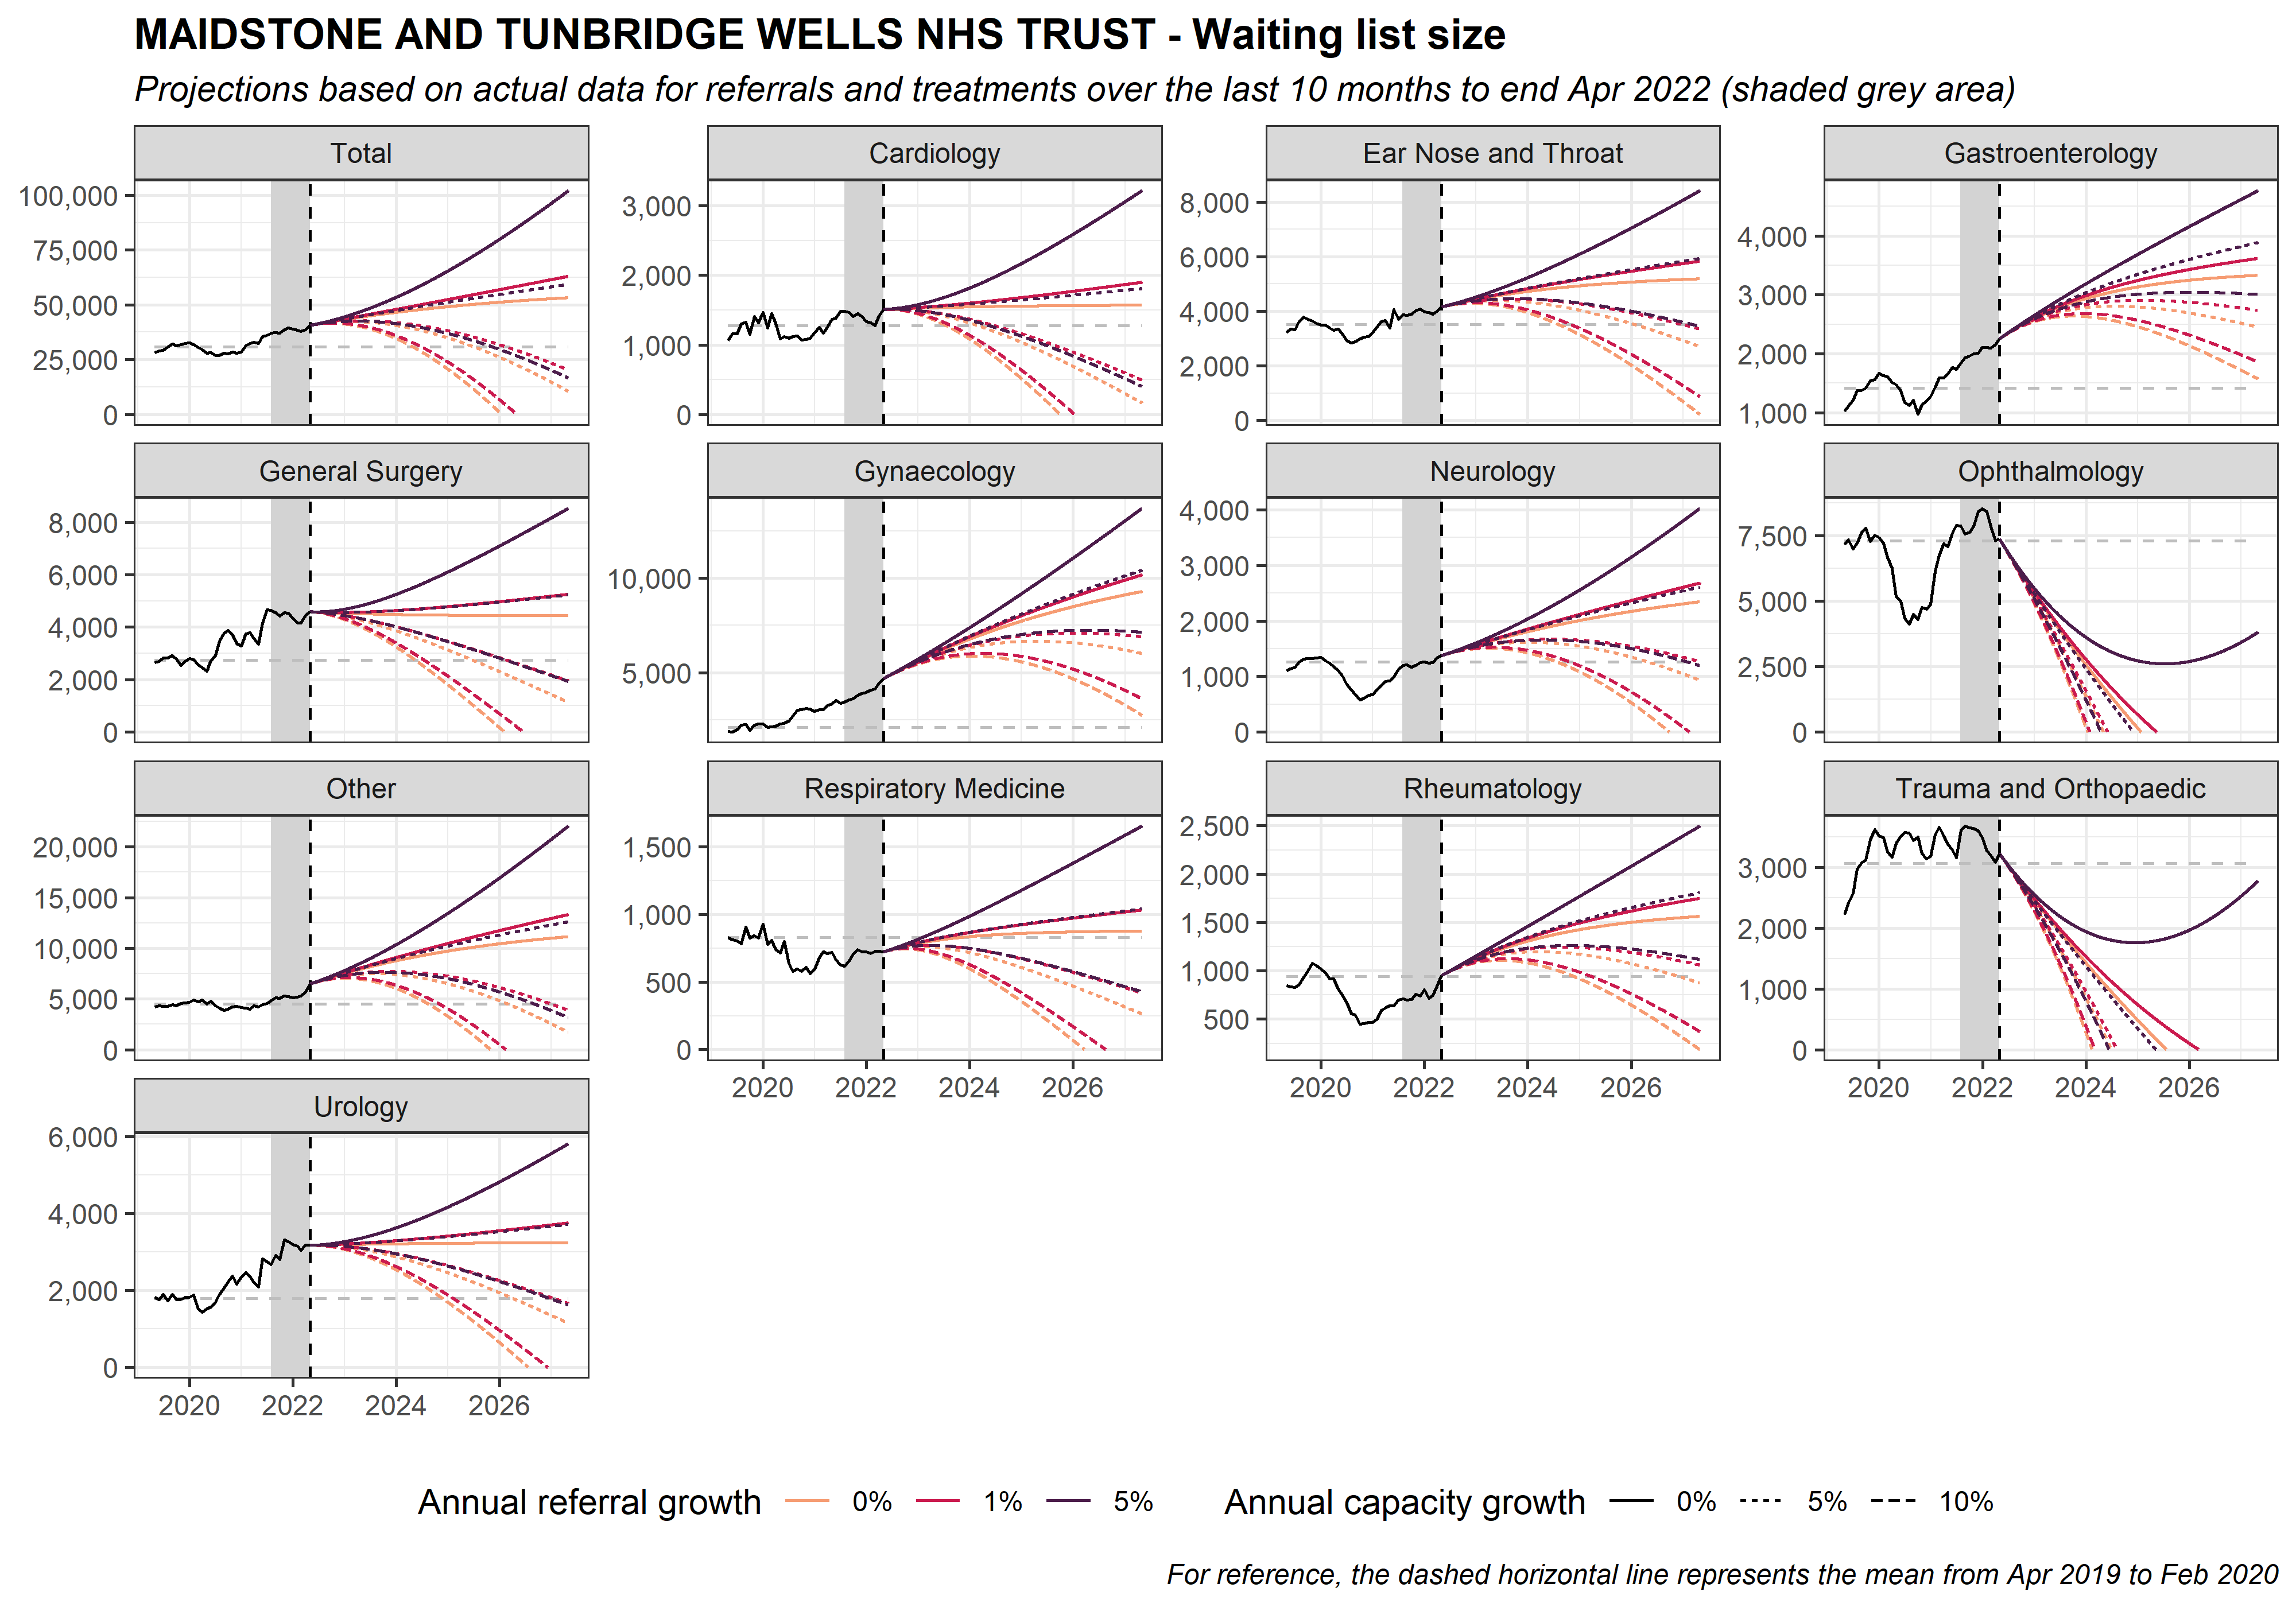 MAIDSTONE AND TUNBRIDGE WELLS NHS TRUST - Waiting list size
Projections based on actual data for referrals and treatments over the last 10 months to end Apr 2022 (shaded grey area)
Total
Cardiology
Ear Nose and Throat
Gastroenterology
100,000
75,000
50,000
25,000
0
3,000
2,000
1,000
0
8,000
6,000
4,000
2,000
0
4,000
3,000
2,000
1,000
General Surgery
Gynaecology
Neurology
Ophthalmology
8,000
6,000
4,000
2,000
0
10,000
5,000
4,000
3,000
2,000
1,000
0
7,500
5,000
2,500
0
Other
Respiratory Medicine
Rheumatology
Trauma and Orthopaedic
20,000
15,000
10,000
5,000
0
1,500
1,000
500
0
2,500
2,000
1,500
1,000
500
3,000
2,000
1,000
0
2020 2022 2024 2026
2020 2022 2024 2026
2020 2022 2024 2026
Urology
6,000
4,000
2,000
0
2020 2022 2024 2026
Annual referral growth 0% 1% 5% Annual capacity growth 0% 5% 10%
For reference, the dashed horizontal line represents the mean from Apr 2019 to Feb 2020